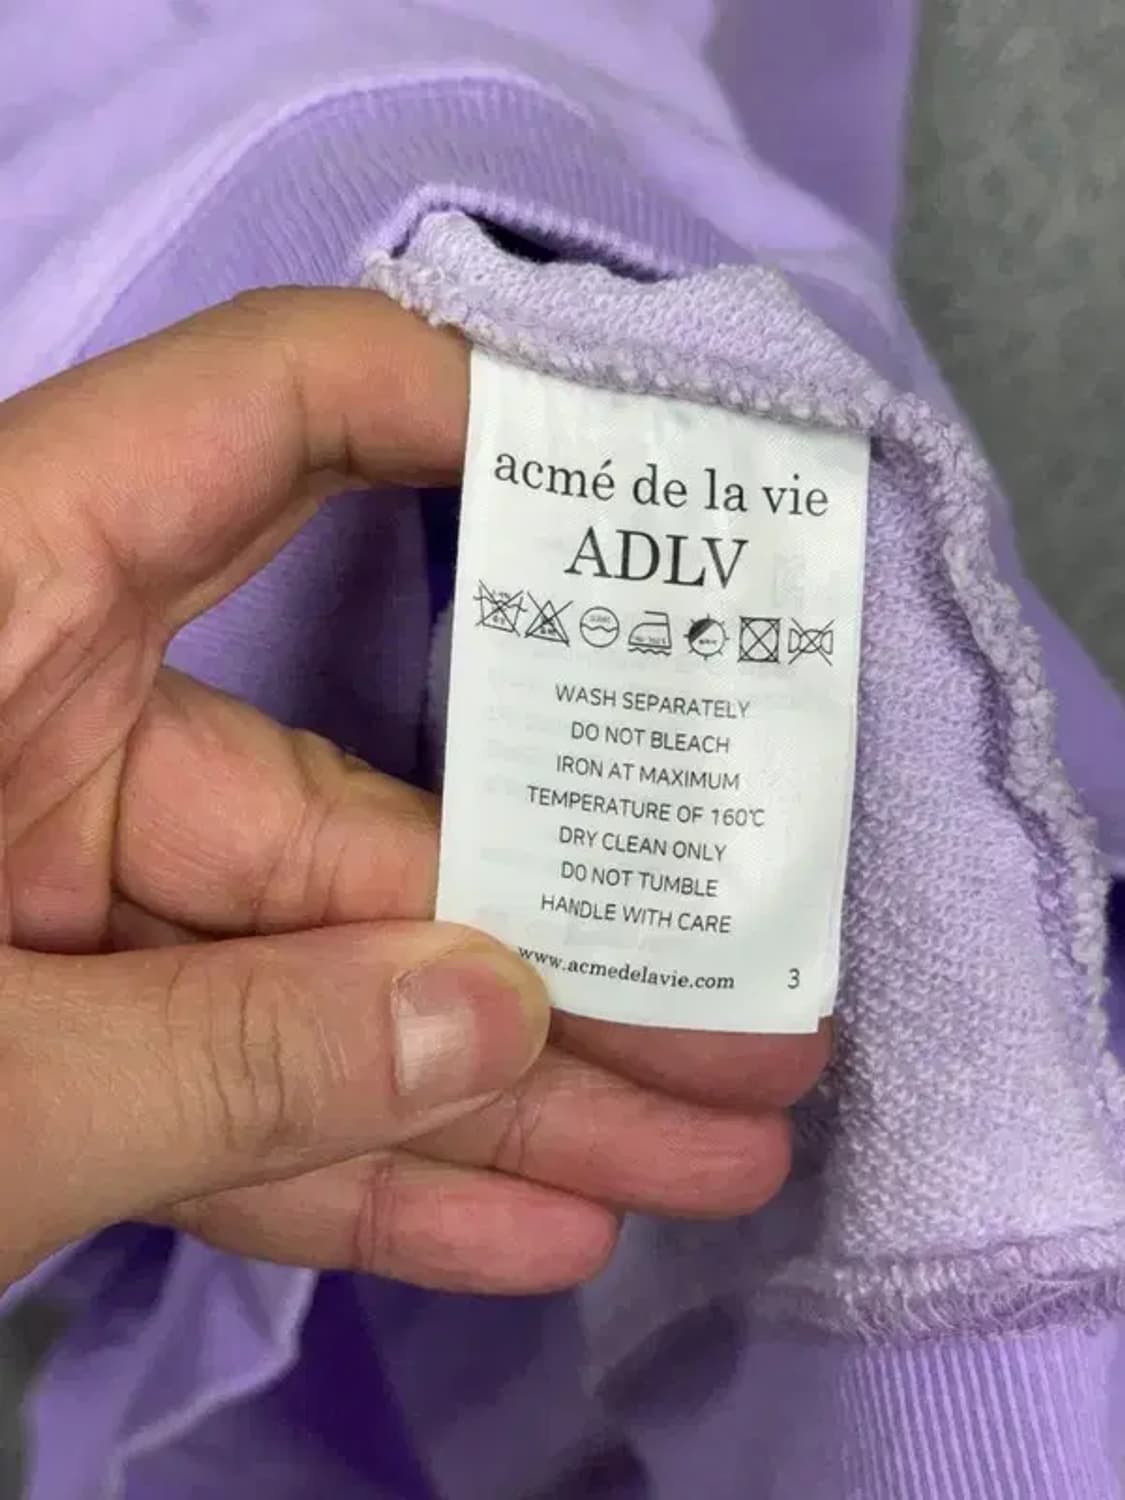 acmé de la vie
ADLV
WASH SEPARATELY
DO NOT BLEACH
IRON AT MAXIMUM
TEMPERATURE OF 160℃
DRY CLEAN ONLY
DO NOT TUMBLE
HANDLE WITH CARE
www.acmedelavie.com 3